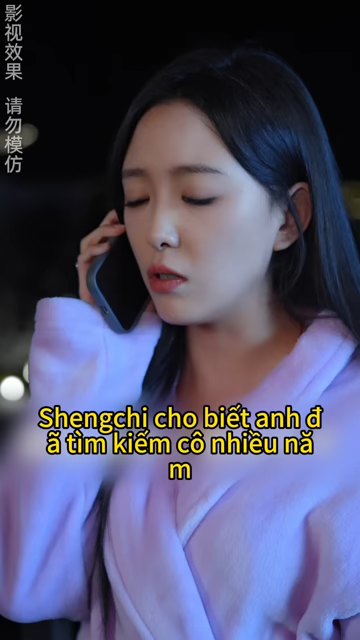 影视效果 请勿模仿
Shengchi cho biết anh đ
ã tìm kiếm cô nhiều nă
m